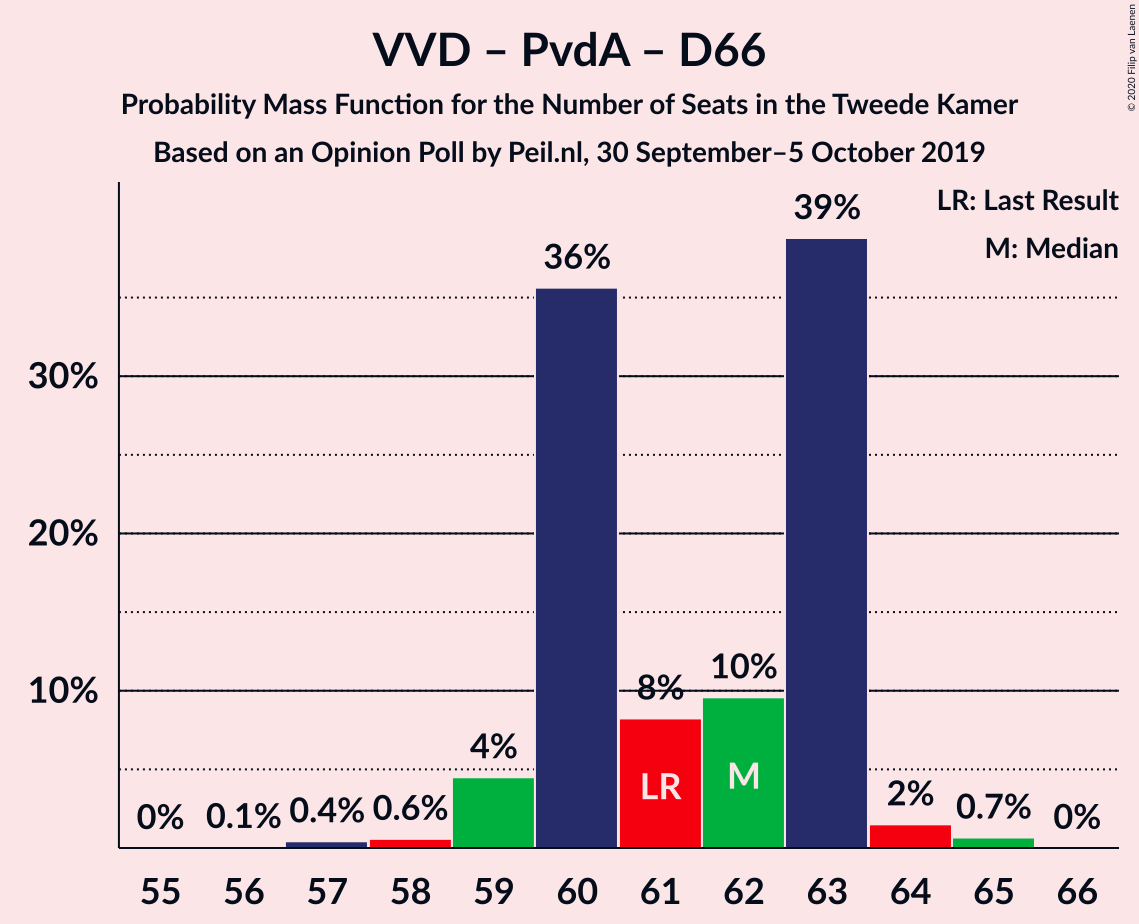 VVD – PvdA – D66
Probability Mass Function for the Number of Seats in the Tweede Kamer
Based on an Opinion Poll by Peil.nl, 30 September–5 October 2019
© 2020 Filip van Laenen
LR: Last Result
M: Median
30%
20%
10%
0%
0.1%
0.4%
0.6%
4%
36%
8%
10%
39%
2%
0.7%
0%
LR
M
55 56 57 58 59 60 61 62 63 64 65 66